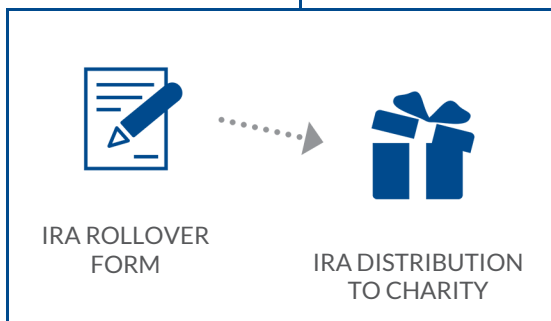 IRA ROLLOVER
FORM
IRA DISTRIBUTION
TO CHARITY